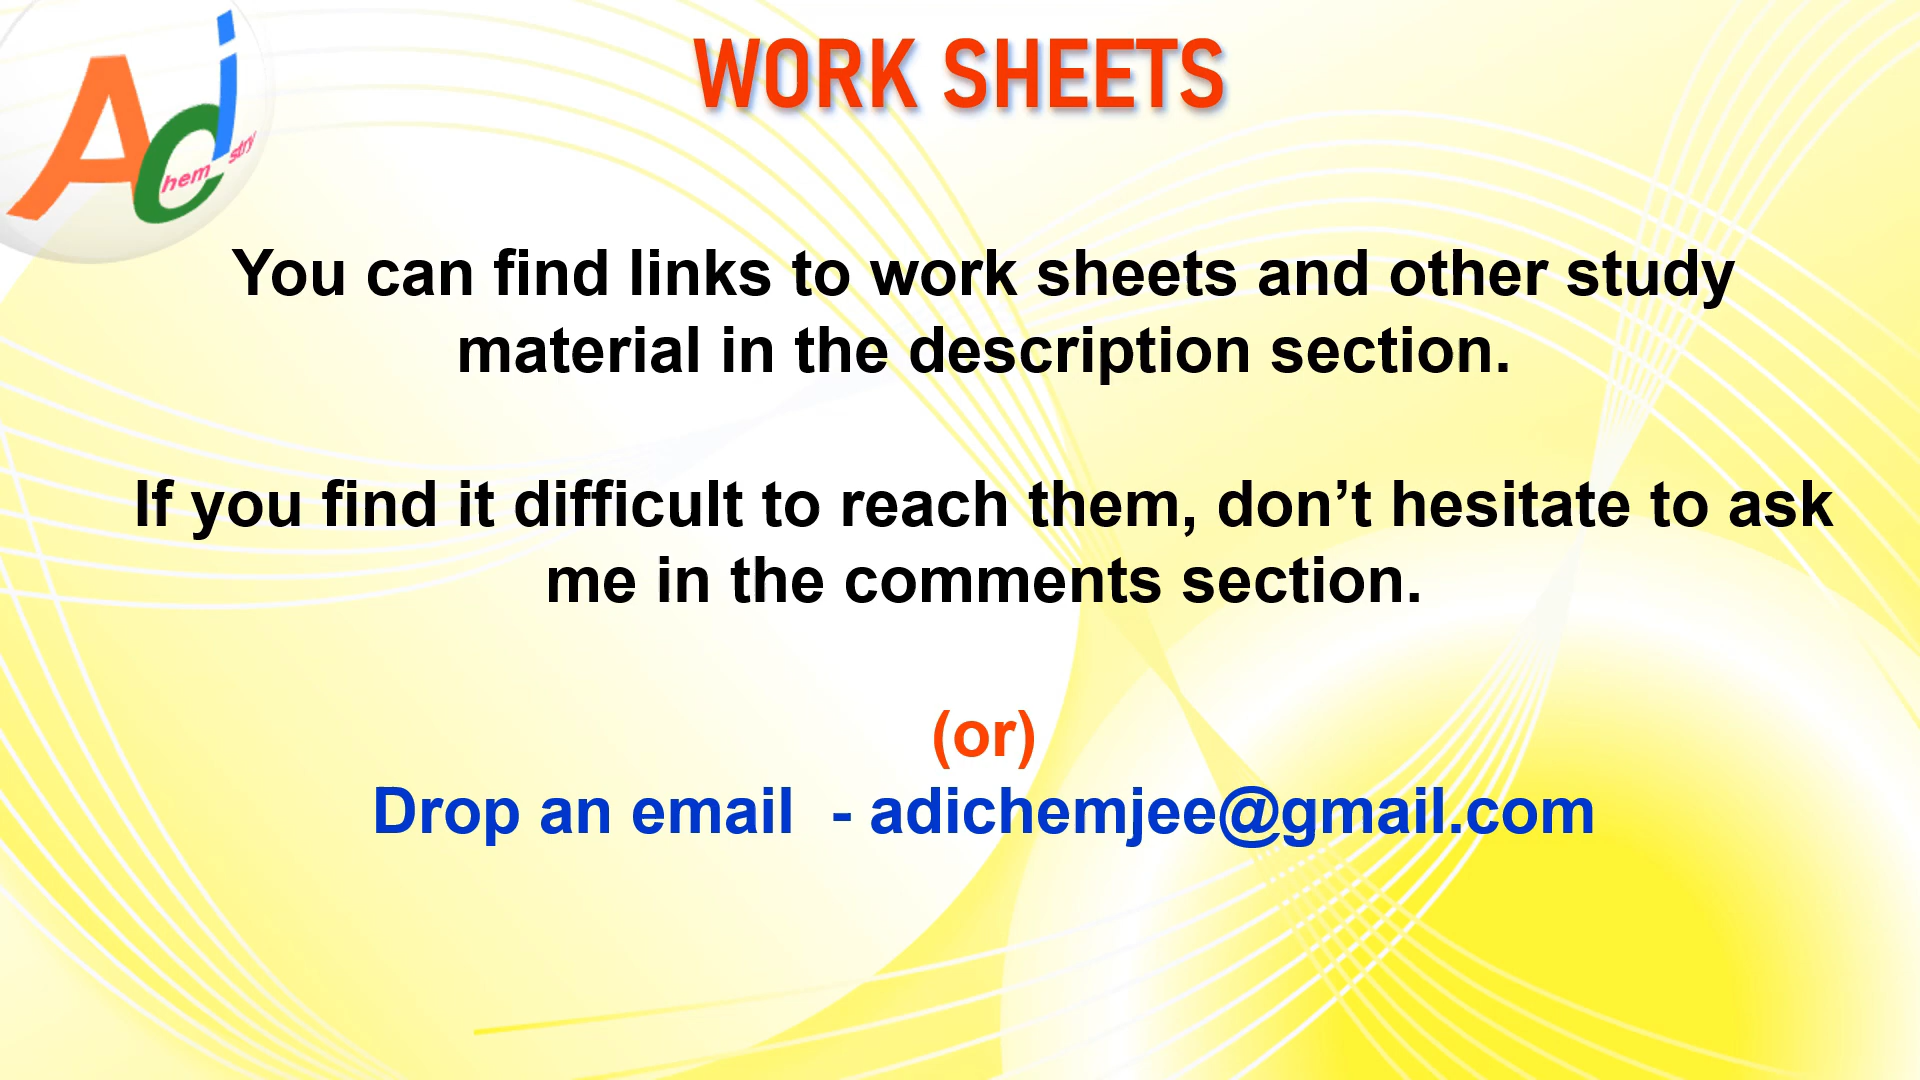 Adi
Chemistry
WORK SHEETS
You can find links to work sheets and other study
material in the description section.
If you find it difficult to reach them, don’t hesitate to ask
me in the comments section.
(or)
Drop an email  - adichemjee@gmail.com